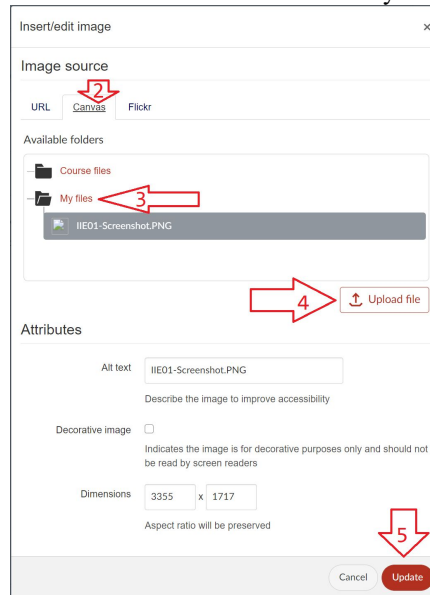 Insert/edit image
×
Image source
2
URL Canvas Flickr
Available folders
Course files
My files 3
IIE01-Screenshot.PNG
4 Upload file
Attributes
Alt text IIE01-Screenshot.PNG
Describe the image to improve accessibility
Decorative image
Indicates the image is for decorative purposes only and should not
be read by screen readers
Dimensions 3355 x 1717
Aspect ratio will be preserved
5
Cancel Update